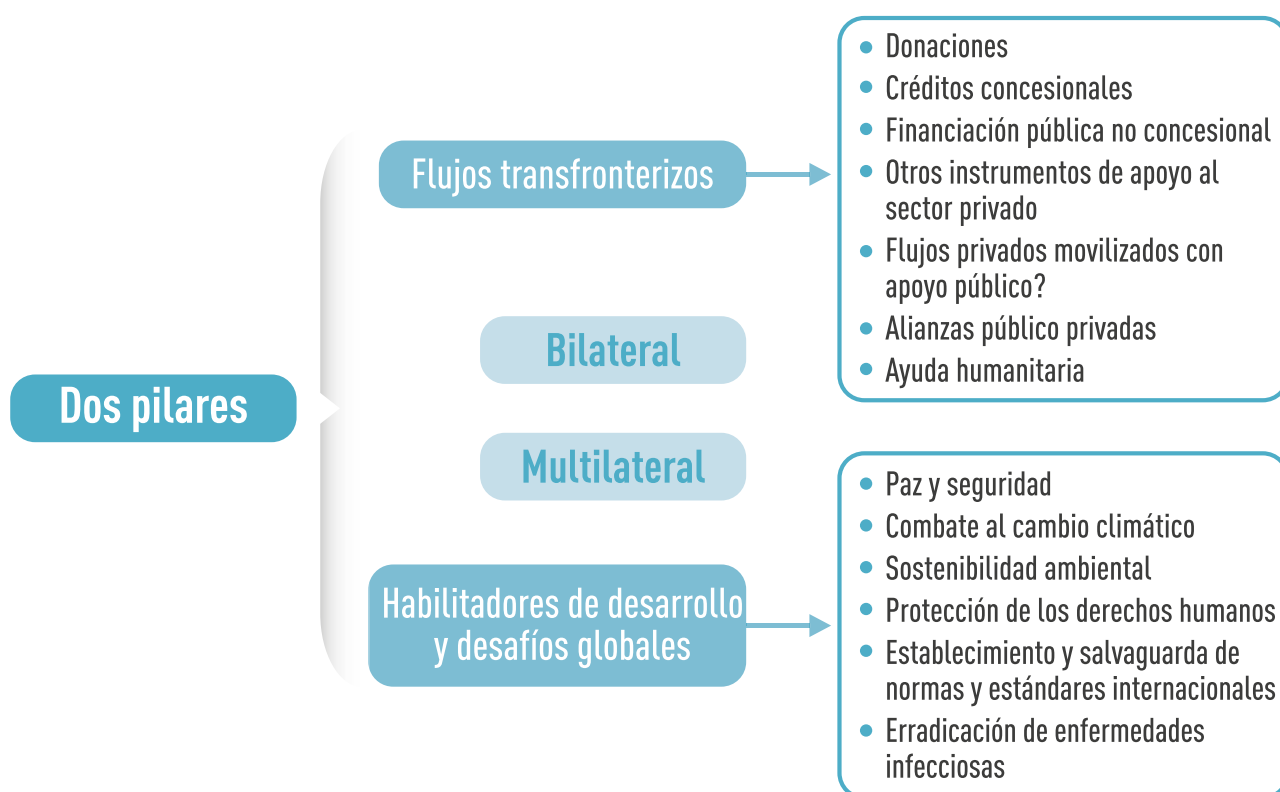 Dos pilares
Flujos transfronterizos
Donaciones
Créditos concesionales
Financiación pública no concesional
Otros instrumentos de apoyo al
sector privado
Flujos privados movilizados con
apoyo público?
Alianzas público privadas
Ayuda humanitaria
Bilateral
Multilateral
Habilitadores de desarrollo
y desafíos globales
Paz y seguridad
Combate al cambio climático
Sostenibilidad ambiental
Protección de los derechos humanos
Establecimiento y salvaguarda de
normas y estándares internacionales
Erradicación de enfermedades
infecciosas